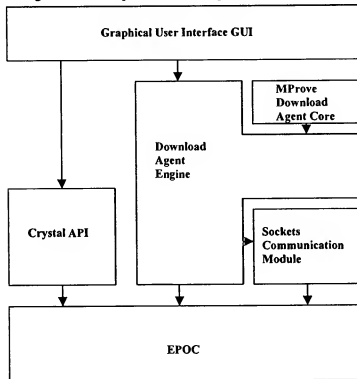 Graphical User Interface GUI
MProve
Download
Agent Core
Download
Agent
Engine
Crystal API
Sockets
Communication
Module
EPOC